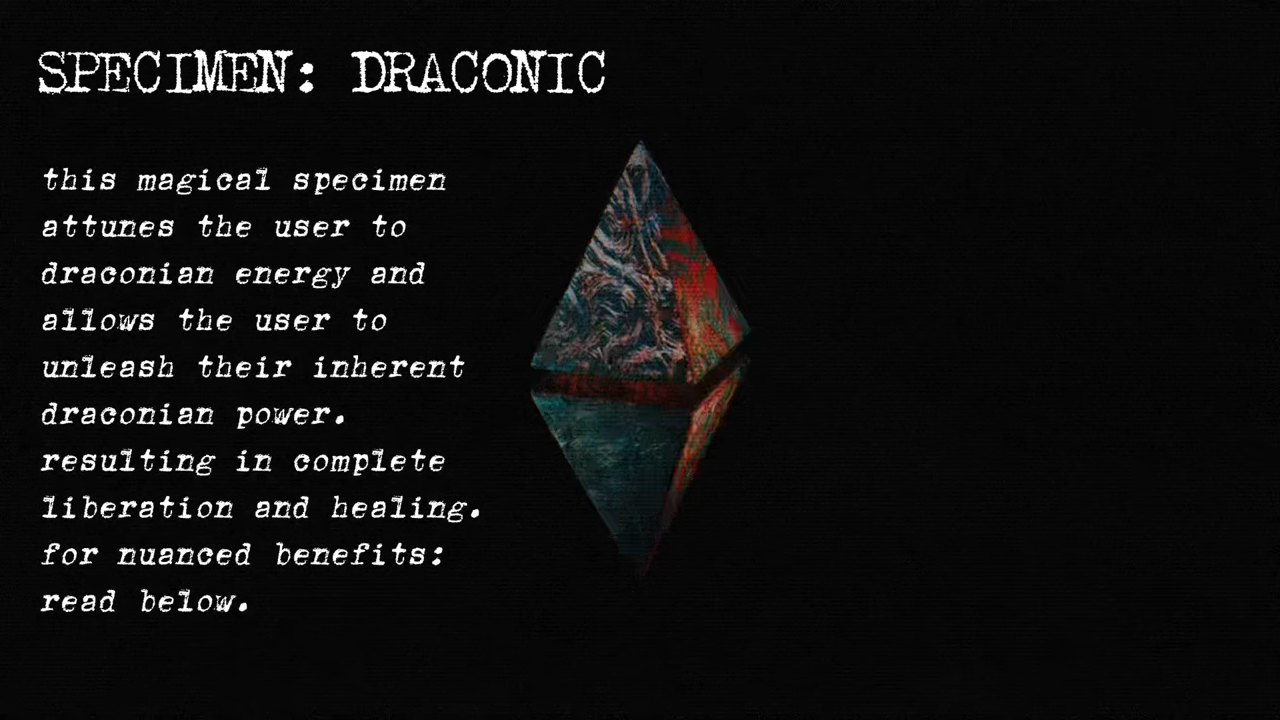 SPECIMEN: DRACONIC
this magical specimen
attunes the user to
draconian energy and
allows the user to
unleash their inherent
draconian power.
resulting in complete
liberation and healing.
for nuanced benefits:
read below.